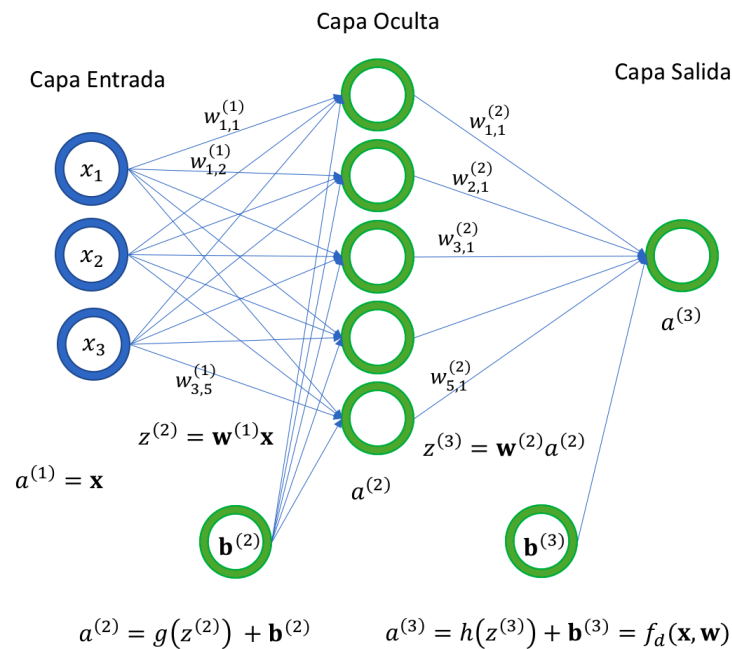 Capa Oculta
Capa Entrada
Capa Salida
w_{1,1}^{(1)}
w_{1,2}^{(1)}
w_{3,5}^{(1)}
x_1
x_2
x_3
w_{1,1}^{(2)}
w_{2,1}^{(2)}
w_{3,1}^{(2)}
w_{5,1}^{(2)}
a^{(3)}
z^{(2)} = w^{(1)}x
z^{(3)} = w^{(2)}a^{(2)}
a^{(1)} = x
a^{(2)}
b^{(2)}
b^{(3)}
a^{(2)} = g(z^{(2)}) + b^{(2)}
a^{(3)} = h(z^{(3)}) + b^{(3)} = f_d(x, w)